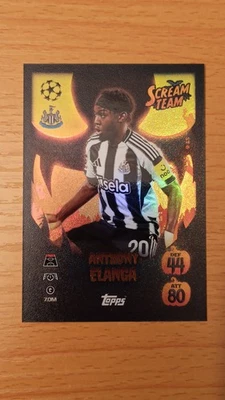 SCREAM
TEAM
sela
20
ANTHONY
ELANGA
DEF
44
ATT
80
topps